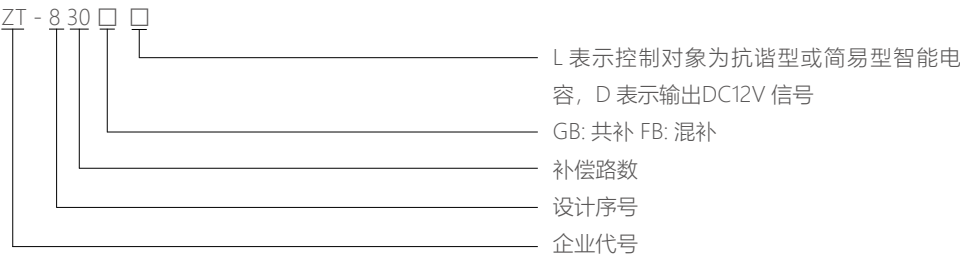 ZT - 8 30 □ □
L 表示控制对象为抗谐型或简易型智能电
容，D 表示输出DC12V 信号
GB: 共补 FB: 混补
补偿路数
设计序号
企业代号